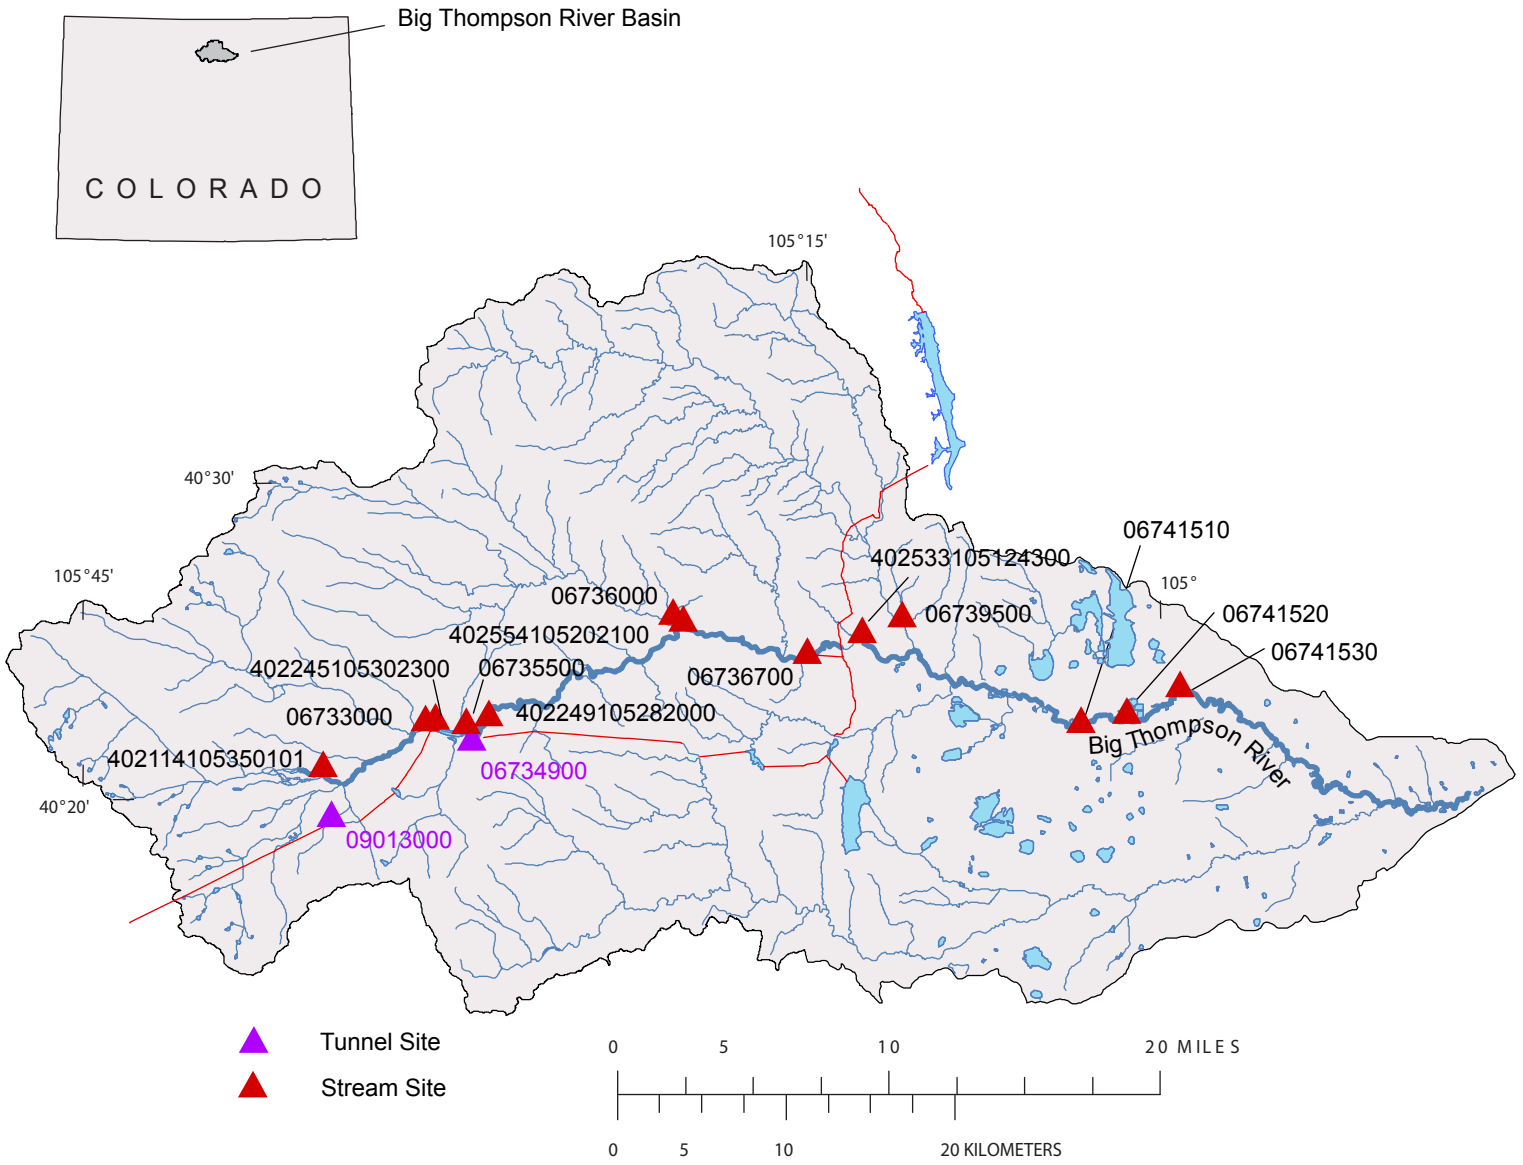 Big Thompson River Basin
COLORADO
105°15'
40°30'
06741510
402533105124300
105°45'
105°
06736000
06739500
06741520
402554105202100
06741530
402245105302300
06735500
06736700
06733000
402249105282000
Big Thompson River
402114105350101
06734900
40°20'
09013000
Tunnel Site
0 5 10 20 MILES
Stream Site
0 5 10 20 KILOMETERS